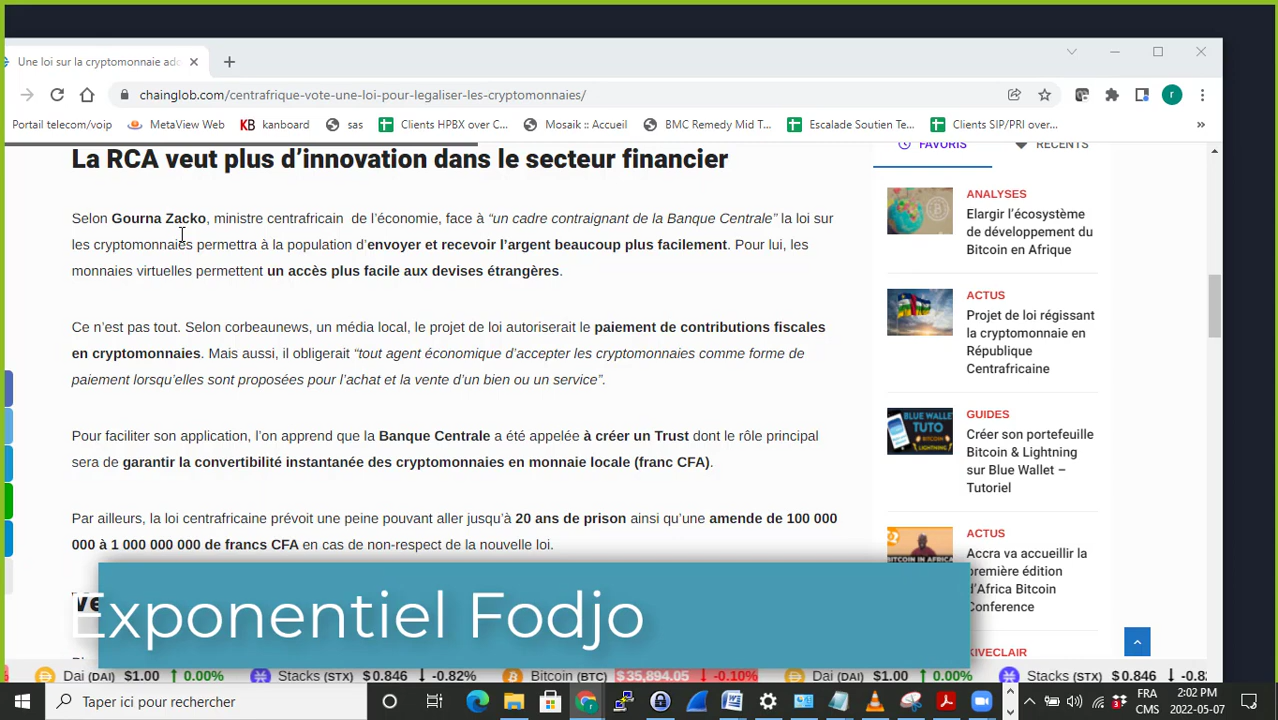 Une loi sur la cryptomonnaie ado
chainglob.com/centrafrique-vote-une-loi-pour-legaliser-les-cryptomonnaies/
Portail telecom/voip MetaView Web kanboard sas Clients HPBX over C... Mosaik :: Accueil BMC Remedy Mid T... Escalade Soutien Te... Clients SIP/PRI over... »
La RCA veut plus d’innovation dans le secteur financier
Selon Gourna Zacko, ministre centrafricain de l’économie, face à “un cadre contraignant de la Banque Centrale” la loi sur
les cryptomonnaies permettra à la population d’envoyer et recevoir l’argent beaucoup plus facilement. Pour lui, les
monnaies virtuelles permettent un accès plus facile aux devises étrangères.
Ce n’est pas tout. Selon corbeaunews, un média local, le projet de loi autoriserait le paiement de contributions fiscales
en cryptomonnaies. Mais aussi, il obligerait “tout agent économique d’accepter les cryptomonnaies comme forme de
paiement lorsqu’elles sont proposées pour l’achat et la vente d’un bien ou un service”.
Pour faciliter son application, l’on apprend que la Banque Centrale a été appelée à créer un Trust dont le rôle principal
sera de garantir la convertibilité instantanée des cryptomonnaies en monnaie locale (franc CFA).
Par ailleurs, la loi centrafricaine prévoit une peine pouvant aller jusqu’à 20 ans de prison ainsi qu’une amende de 100 000
000 à 1 000 000 000 de francs CFA en cas de non-respect de la nouvelle loi.
FAVORIS RÉCENTS
ANALYSES
Elargir l’écosystème
de développement du
Bitcoin en Afrique
ACTUS
Projet de loi régissant
la cryptomonnaie en
République
Centrafricaine
BLUE WALLET
TUTO
BITCOIN
LIGHTNING
GUIDES
Créer son portefeuille
Bitcoin & Lightning
sur Blue Wallet –
Tutoriel
BITCOIN IN AFRICA
ACTUS
Accra va accueillir la
première édition
d’Africa Bitcoin
Conference
Exponentiel Fodjo
Dai (DAI) $1.00 ↑ 0.00% Stacks (STX) $0.846 ↓ -0.82% Bitcoin (BTC) $35,894.05 ↓ -0.10% Dai (DAI) $1.00 ↑ 0.00% Stacks (STX) $0.846 ↓ -0.82
Taper ici pour rechercher
FRA
CMS
2:02 PM
2022-05-07